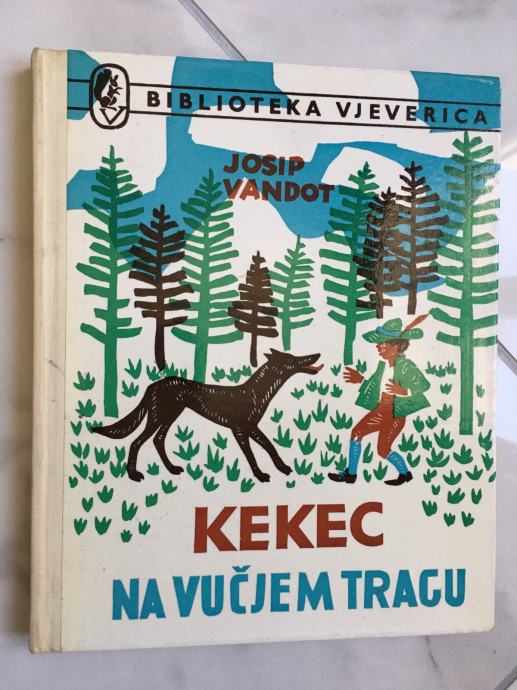 V
BIBLIOTEKA VJEVERICA
JOSIP
VANDOT
KEKEC
NA VUČJEM TRAGU